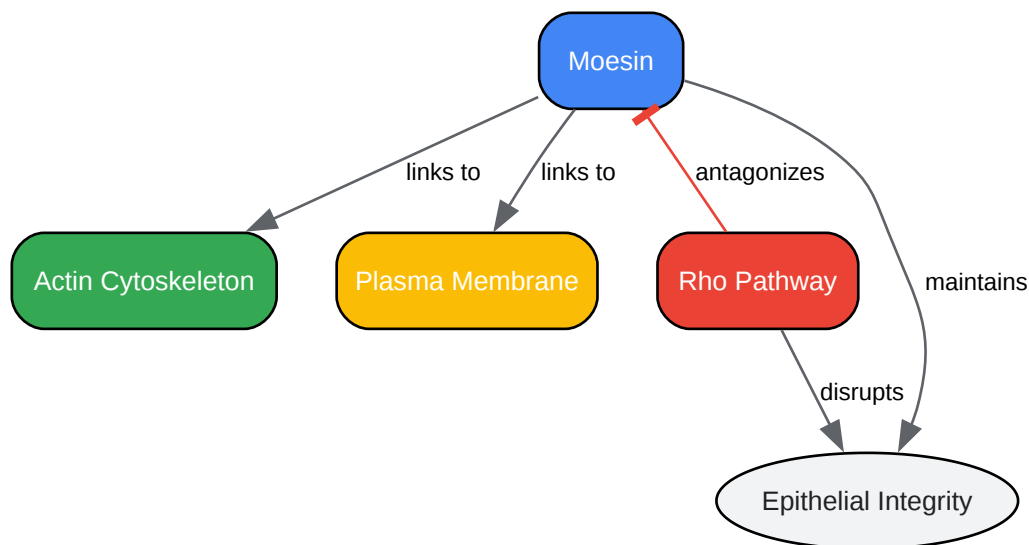 Moesin
links to
links to
antagonizes
Actin Cytoskeleton
Plasma Membrane
Rho Pathway
maintains
disrupts
Epithelial Integrity